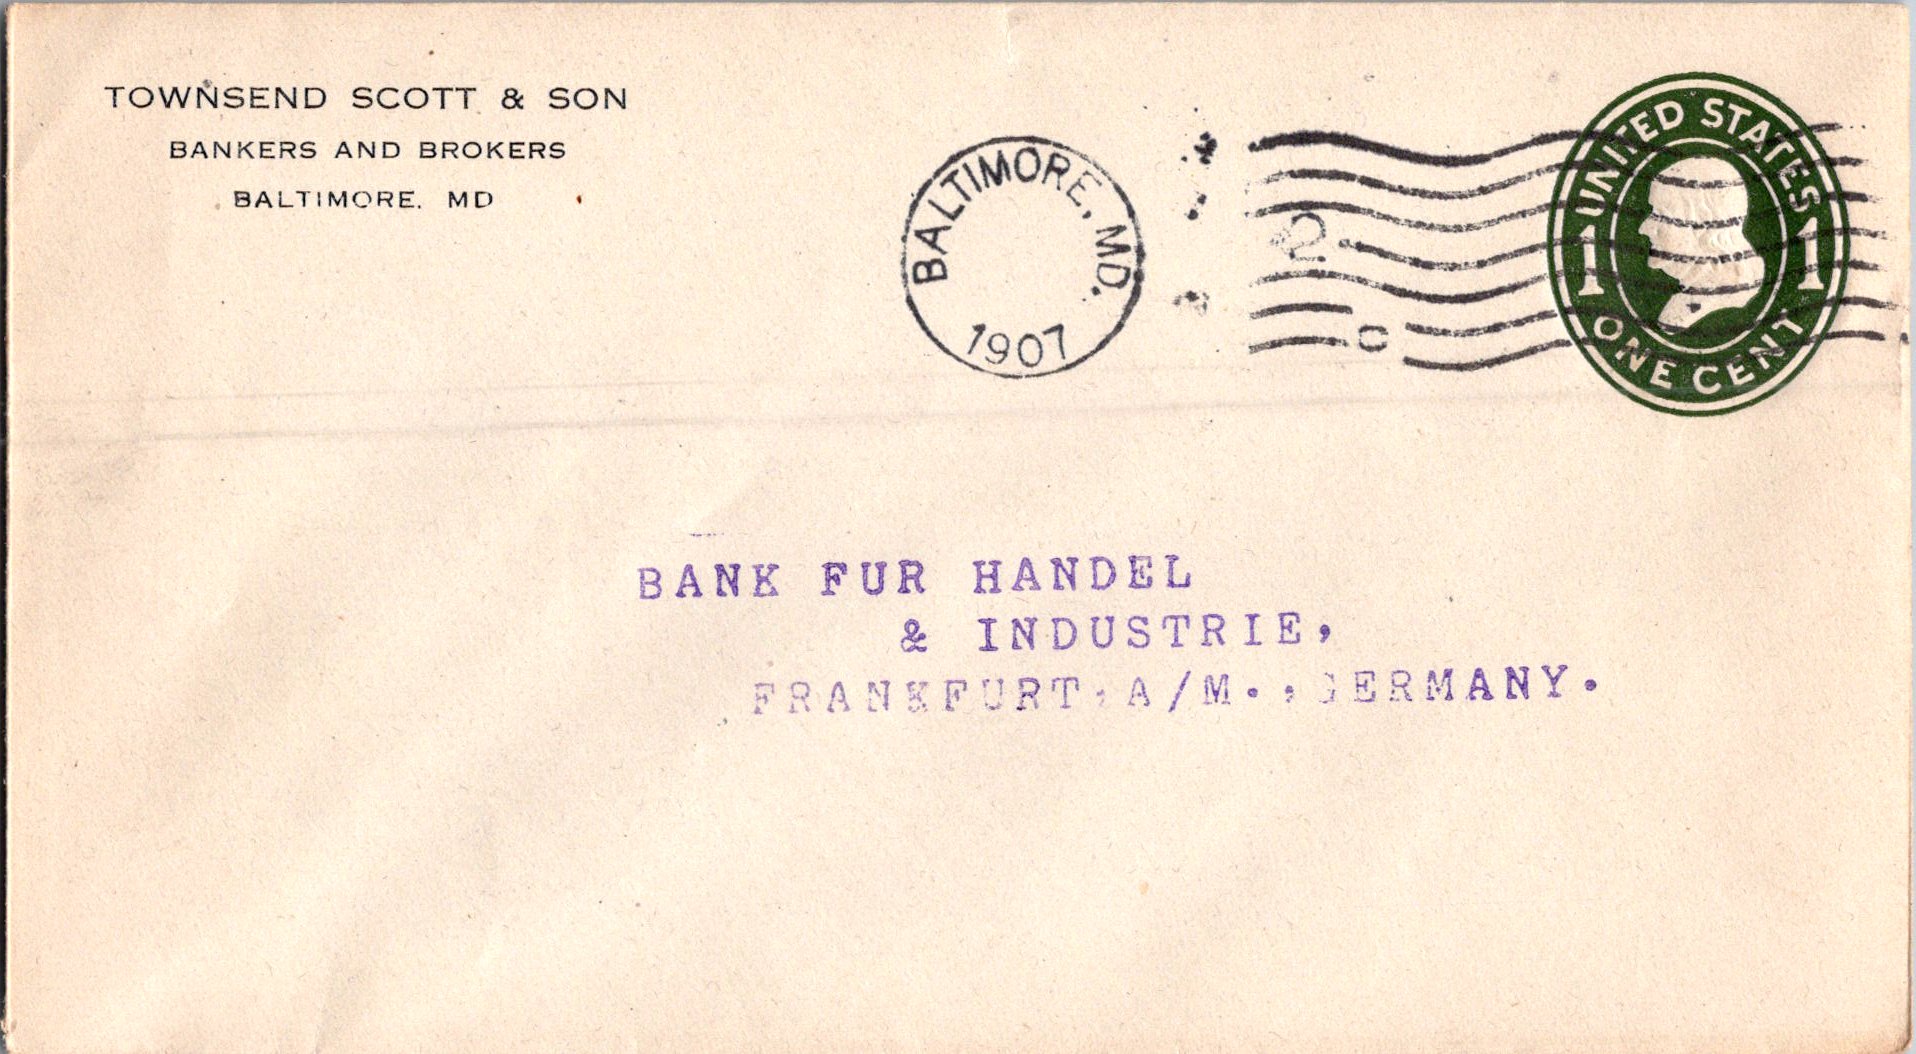 TOWNSEND SCOTT & SON
BANKERS AND BROKERS
BALTIMORE, MD
BALTIMORE, MD.
1907
2
C
UNITED STATES
1 1
ONE CENT
BANK FUR HANDEL
& INDUSTRIE,
FRANKFURT, A/M., GERMANY.